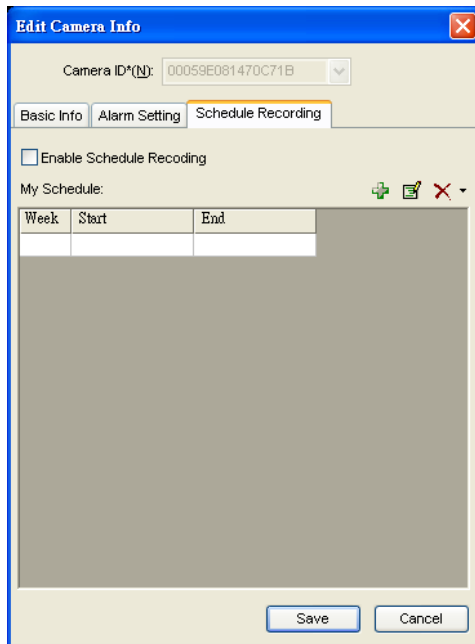 Edit Camera Info
Camera ID*(N): 00059E081470C71B
Basic Info Alarm Setting Schedule Recording
Enable Schedule Recoding
My Schedule:
Week Start End
Save Cancel